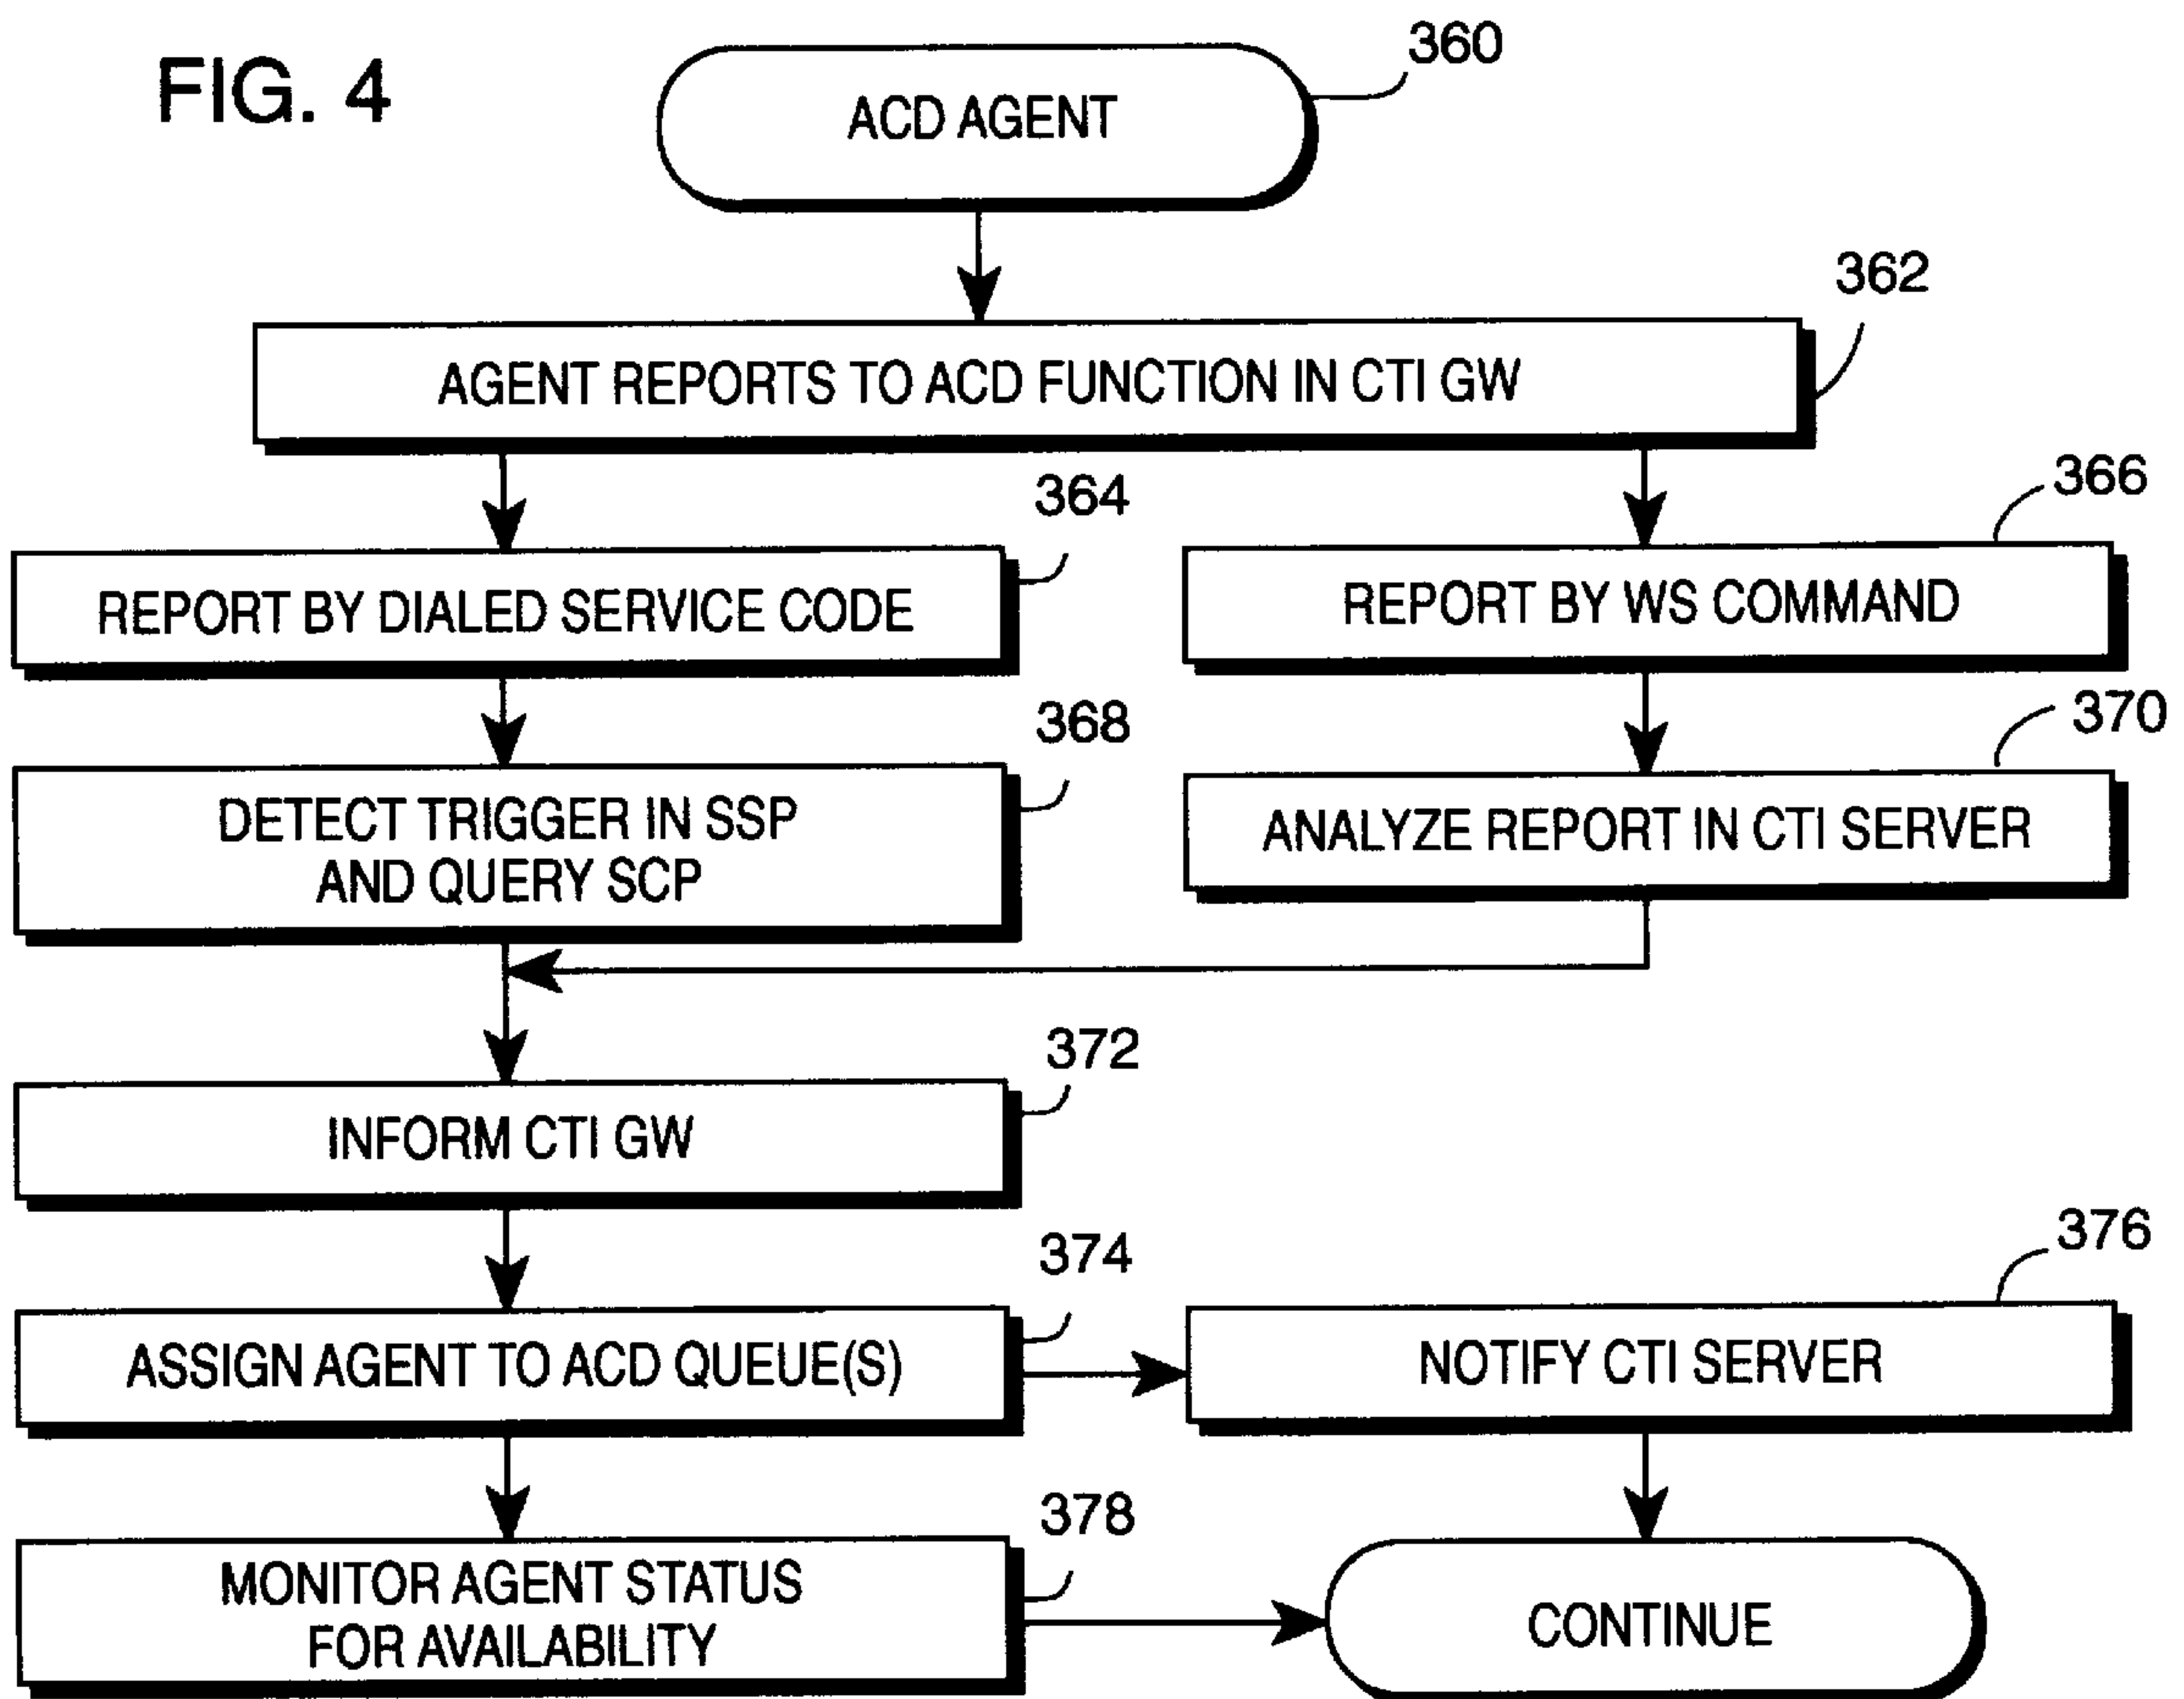 FIG. 4
360
ACD AGENT
362
AGENT REPORTS TO ACD FUNCTION IN CTI GW
364
366
REPORT BY DIALED SERVICE CODE
REPORT BY WS COMMAND
368
370
DETECT TRIGGER IN SSP
AND QUERY SCP
ANALYZE REPORT IN CTI SERVER
372
INFORM CTI GW
374
376
ASSIGN AGENT TO ACD QUEUE(S)
NOTIFY CTI SERVER
378
MONITOR AGENT STATUS
FOR AVAILABILITY
CONTINUE